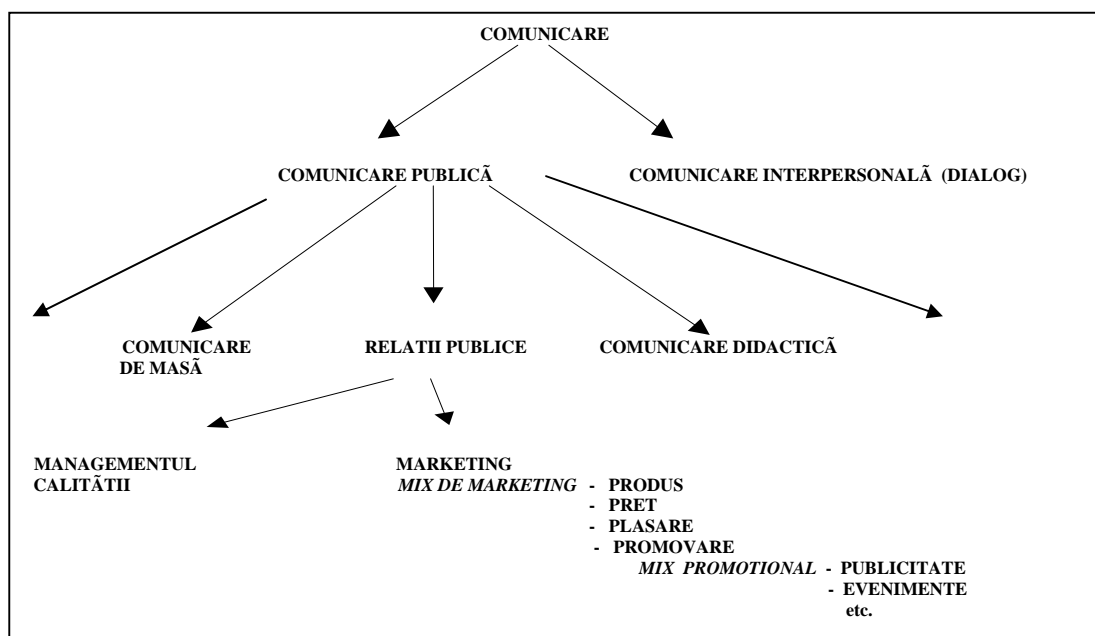 COMUNICARE
COMUNICARE PUBLICÃ
COMUNICARE INTERPERSONALÃ (DIALOG)
COMUNICARE
DE MASÃ
RELATII PUBLICE
COMUNICARE DIDACTICÃ
MANAGEMENTUL
CALITÃTII
MARKETING
MIX DE MARKETING - PRODUS
- PRET
- PLASARE
- PROMOVARE
MIX PROMOTIONAL - PUBLICITATE
- EVENIMENTE
etc.